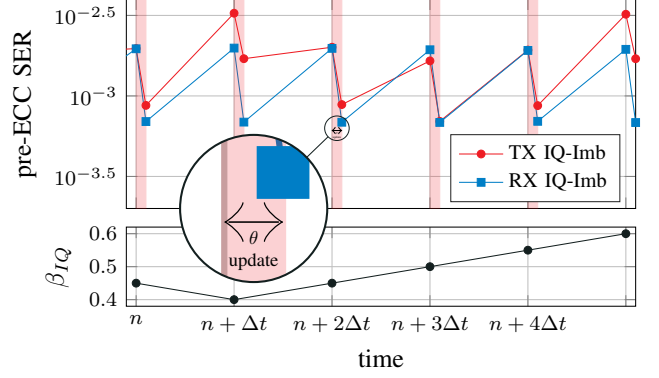 10^−2.5
10^−3
10^−3.5
pre-ECC SER
TX IQ-Imb
RX IQ-Imb
θ
update
0.6
0.5
0.4
β_IQ
n
n + Δt
n + 2Δt
n + 3Δt
n + 4Δt
time